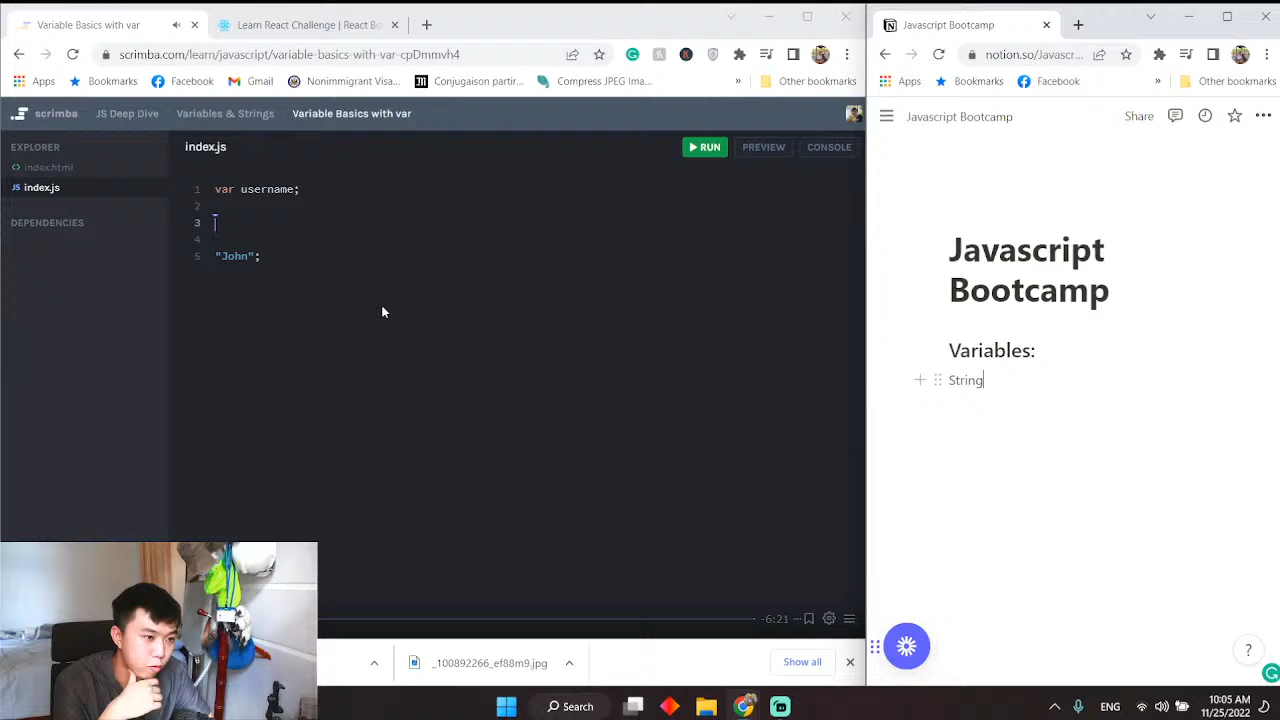 Variable Basics with var
Learn React Challenge | React Bo
scrimba.com/learn/javascript/variable-basics-with-var-cpDmmvh4
Apps
Bookmarks
Facebook
Gmail
Nonimmigrant Visa...
Conjugaison partir...
Compress JPEG Ima...
»
Other bookmarks
scrimba
JS Deep Dive
Variables & Strings
Variable Basics with var
EXPLORER
<> index.html
JS index.js
DEPENDENCIES
index.js
RUN
PREVIEW
CONSOLE
1 var username;
2
3
4
5 "John";
-6:21
_100892266_ef88m9.jpg
Show all
Javascript Bootcamp
notion.so/Javascr...
Apps
Bookmarks
Facebook
»
Other bookmarks
Javascript Bootcamp
Share
Javascript
Bootcamp
Variables:
String
?
Search
ENG
10:05 AM
11/25/2022